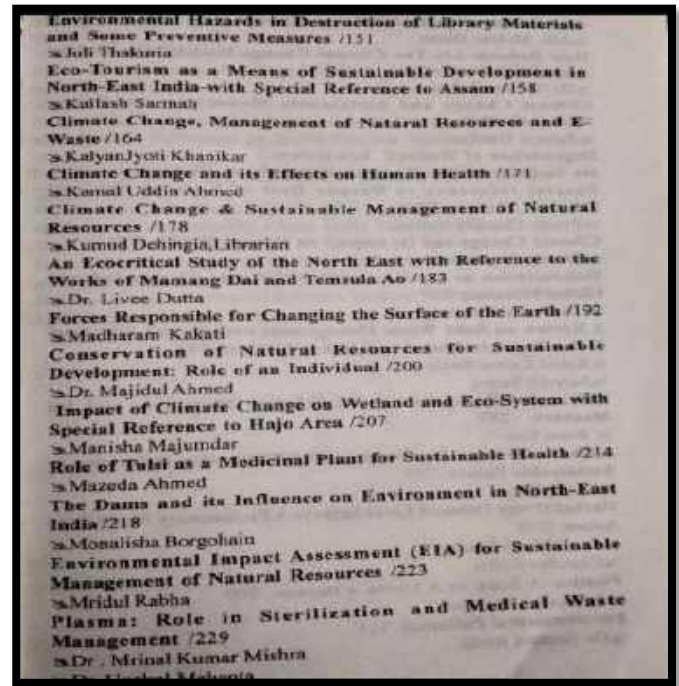 Environmental Hazards in Destruction of Library Materials
and Some Preventive Measures /151
Juli Thakuria
Eco-Tourism as a Means of Sustainable Development in
North-East India-with Special Reference to Assam /158
Kailash Sarmah
Climate Change, Management of Natural Resources and E-
Waste /164
KalyanJyoti Khanikar
Climate Change and its Effects on Human Health /171
Kamal Uddin Ahmed
Climate Change & Sustainable Management of Natural
Resources /178
Kumud Dehingia,Librarian
An Ecocritical Study of the North East with Reference to the
Works of Mamang Dai and Temsula Ao /183
Dr. Livee Dutta
Forces Responsible for Changing the Surface of the Earth /192
Madharam Kakati
Conservation of Natural Resources for Sustainable
Development: Role of an Individual /200
Dr. Majidul Ahmed
Impact of Climate Change on Wetland and Eco-System with
Special Reference to Hajo Area /207
Manisha Majumdar
Role of Tulsi as a Medicinal Plant for Sustainable Health /214
Mazeda Ahmed
The Dams and its Influence on Environment in North-East
India /218
Monalisha Borgohain
Environmental Impact Assessment (EIA) for Sustainable
Management of Natural Resources /223
Mridul Rabha
Plasma: Role in Sterilization and Medical Waste
Management /229
Dr . Mrinal Kumar Mishra